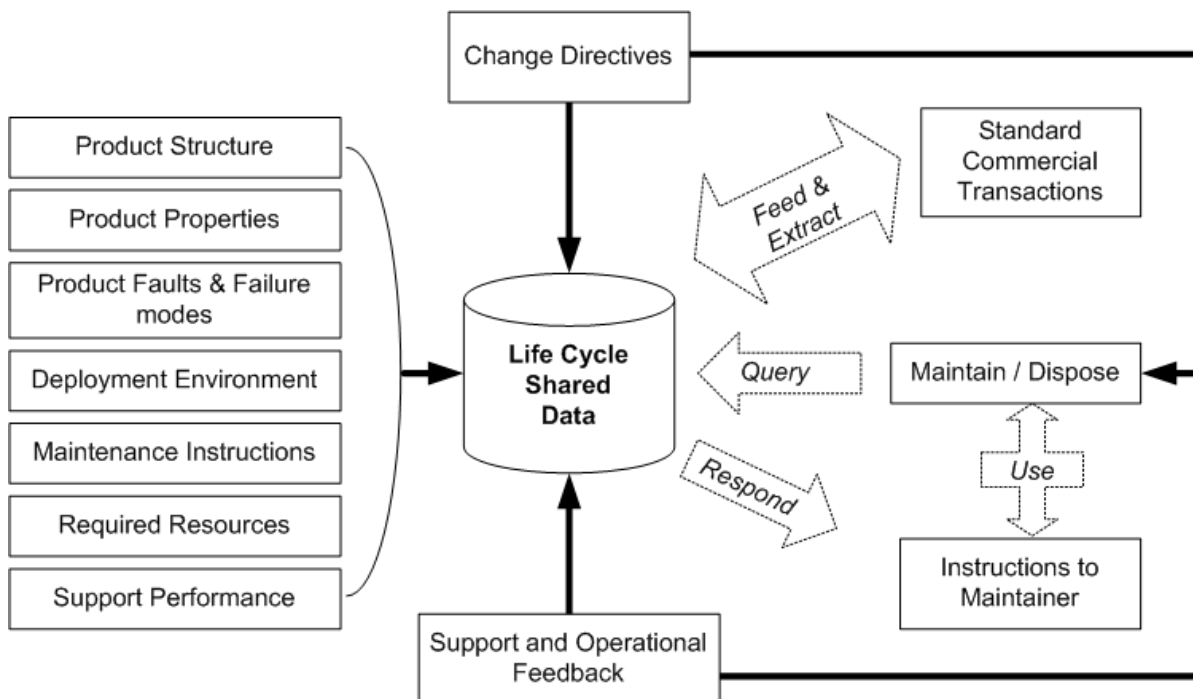 Change Directives
Product Structure
Product Properties
Product Faults & Failure
modes
Deployment Environment
Maintenance Instructions
Required Resources
Support Performance
Life Cycle
Shared
Data
Feed &
Extract
Standard
Commercial
Transactions
Query
Maintain / Dispose
Respond
Use
Instructions to
Maintainer
Support and Operational
Feedback